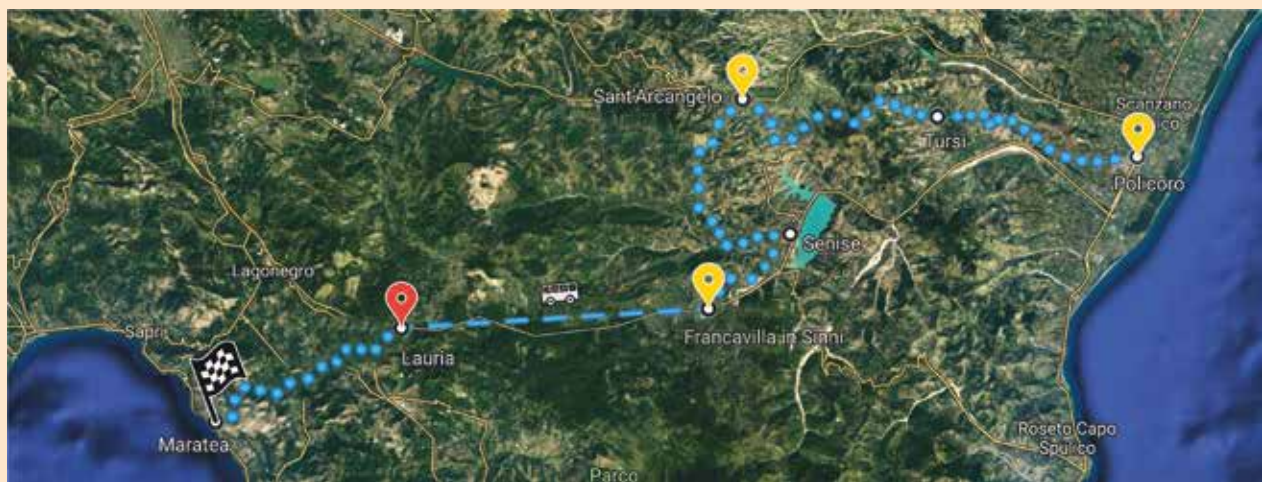 Sant'Arcangelo
Scanzano
Tursi
Policoro
Senise
Lagonegro
Francavilla in Sinni
Sapri
Lauria
Maratea
Roseto Capo
Spulico
Parco